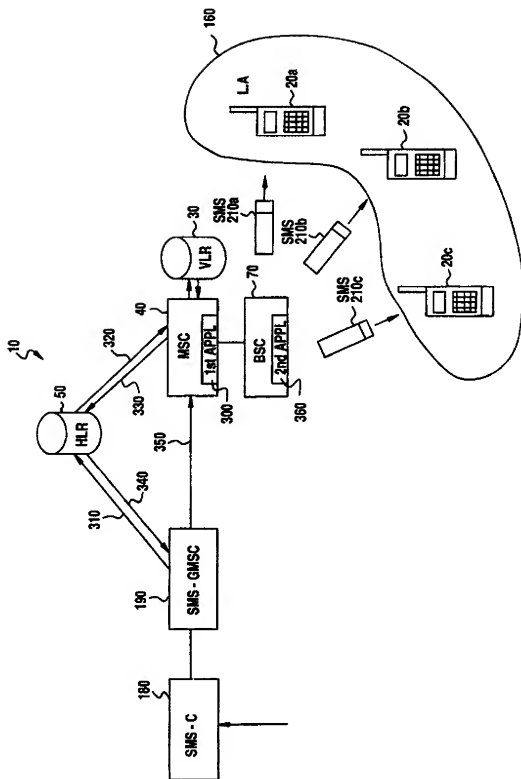 10
50
HLR
310
340
320
330
180
SMS - C
190
SMS - GMSC
350
40
MSC
1st APPL
300
30
VLR
70
BSC
2nd APPL
360
SMS
210a
SMS
210b
SMS
210c
L.A
160
20a
20b
20c